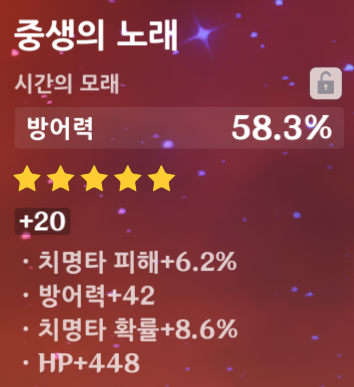 중생의 노래
시간의 모래
방어력 58.3%
+20
· 치명타 피해+6.2%
· 방어력+42
· 치명타 확률+8.6%
· HP+448